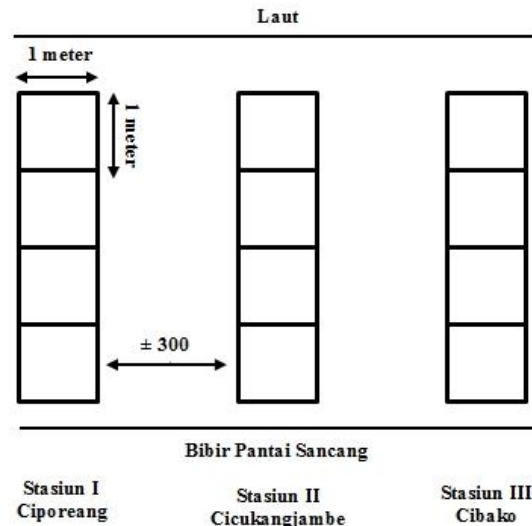 Laut
1 meter
1 meter
± 300
Bibir Pantai Sancang
Stasiun I
Ciporeang
Stasiun II
Cicukangjambe
Stasiun III
Cibako